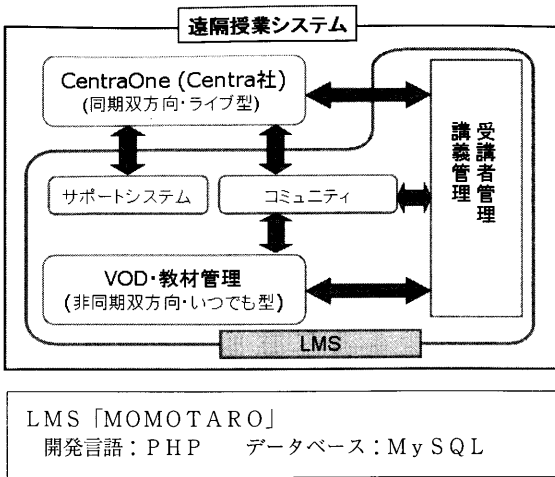 遠隔授業システム
CentraOne (Centra社)
(同期双方向・ライブ型)
受講者管理
講義管理
サポートシステム
コミュニティ
VOD・教材管理
(非同期双方向・いつでも型)
LMS
LMS「MOMOTARO」
開発言語:PHP　データベース:MySQL